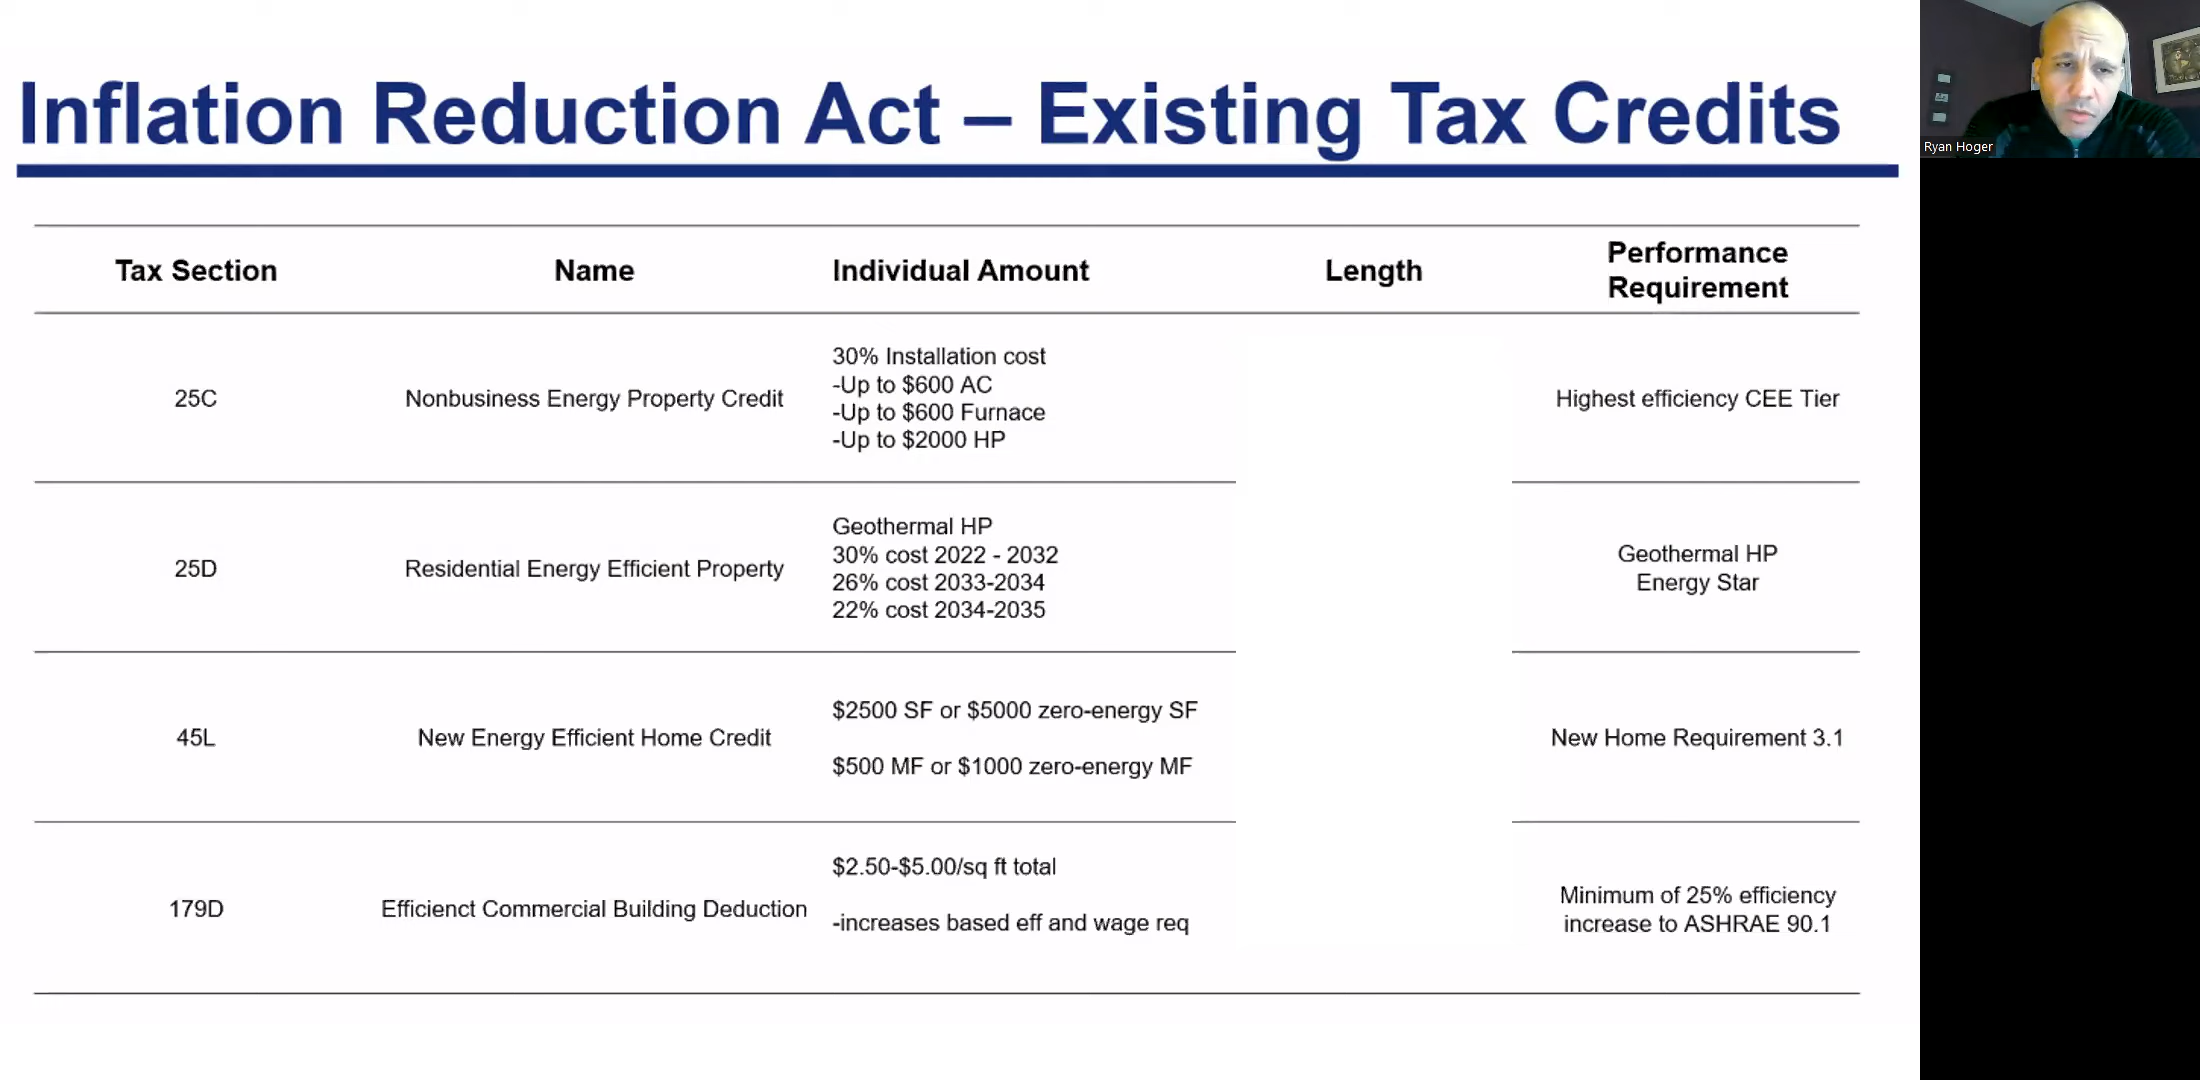 Inflation Reduction Act – Existing Tax Credits
Ryan Hoger
Tax Section
Name
Individual Amount
Length
Performance
Requirement
25C
Nonbusiness Energy Property Credit
30% Installation cost
-Up to $600 AC
-Up to $600 Furnace
-Up to $2000 HP
Highest efficiency CEE Tier
25D
Residential Energy Efficient Property
Geothermal HP
30% cost 2022 - 2032
26% cost 2033-2034
22% cost 2034-2035
Geothermal HP
Energy Star
45L
New Energy Efficient Home Credit
$2500 SF or $5000 zero-energy SF
$500 MF or $1000 zero-energy MF
New Home Requirement 3.1
179D
Efficienct Commercial Building Deduction
$2.50-$5.00/sq ft total
-increases based eff and wage req
Minimum of 25% efficiency
increase to ASHRAE 90.1